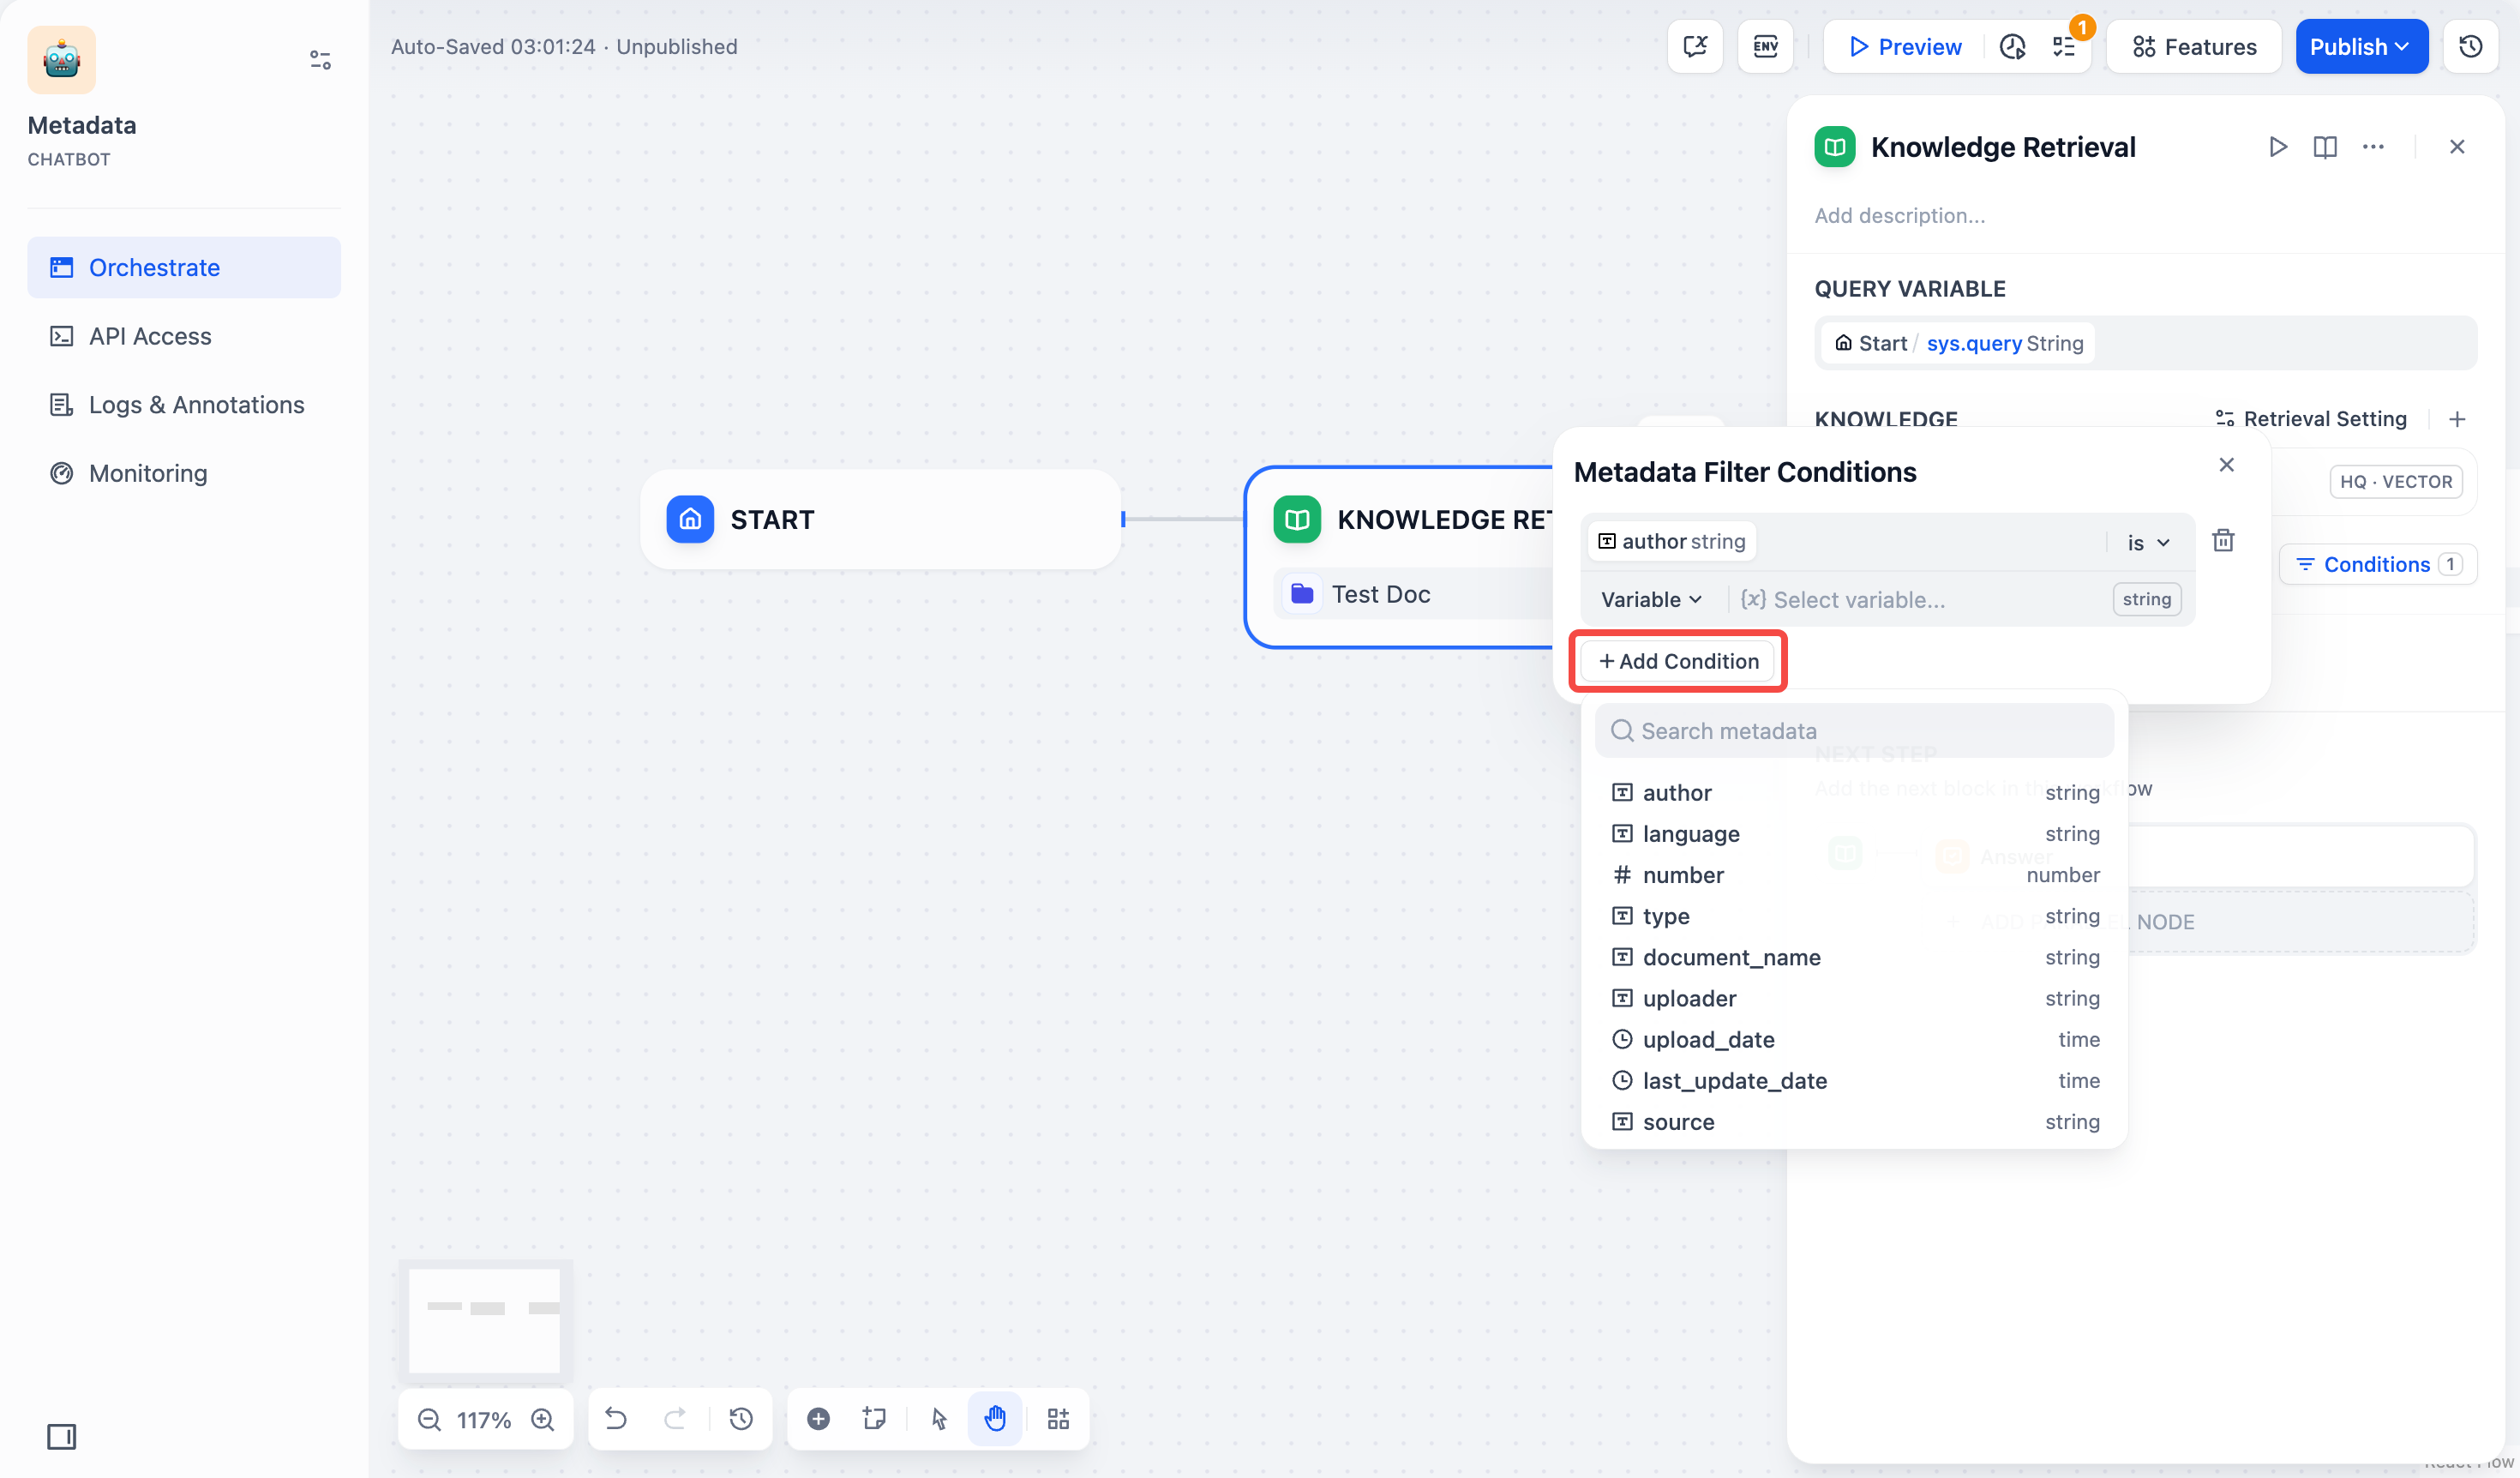 Auto-Saved 03:01:24 · Unpublished
ENV
Preview
1
Features
Publish
Metadata
CHATBOT
Orchestrate
API Access
Logs & Annotations
Monitoring
START
KNOWLEDGE RET
Test Doc
Knowledge Retrieval
Add description...
QUERY VARIABLE
Start / sys.query String
KNOWLEDGE
Retrieval Setting
HQ · VECTOR
Conditions 1
Metadata Filter Conditions
author string
is
Variable
{x} Select variable...
string
+ Add Condition
Search metadata
author string
language string
number number
type string
document_name string
uploader string
upload_date time
last_update_date time
source string
NEXT STEP
Add the next block in this workflow
Answer
NODE
117%
React Flow